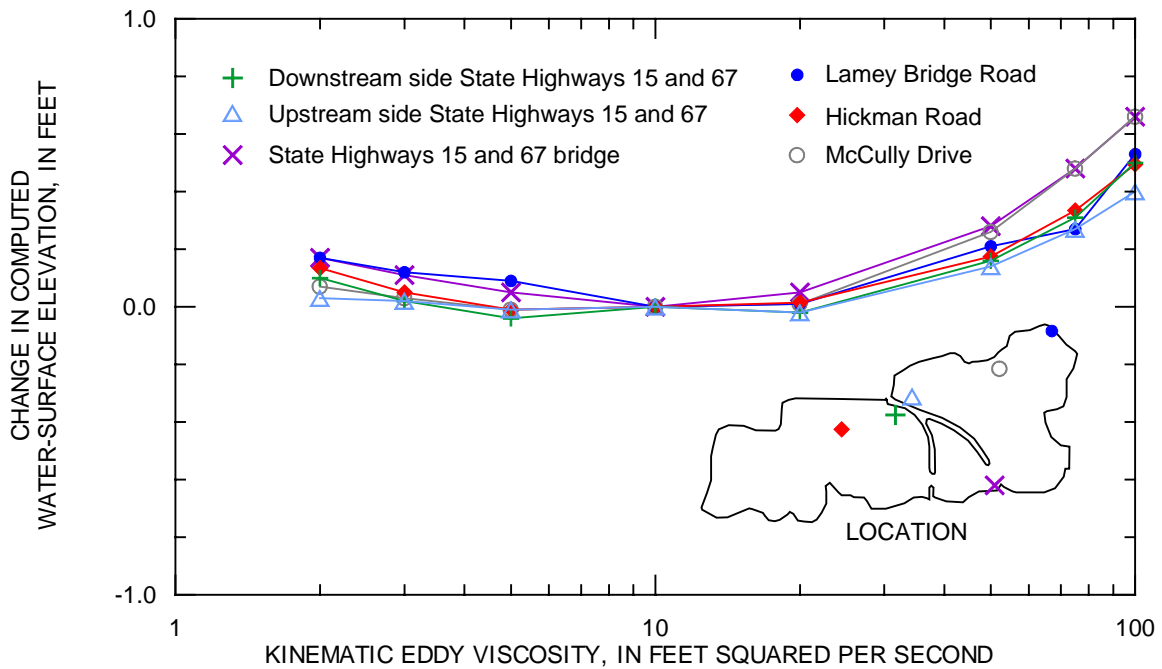 1.0
0.0
-1.0
CHANGE IN COMPUTED
WATER-SURFACE ELEVATION, IN FEET
Downstream side State Highways 15 and 67
Upstream side State Highways 15 and 67
State Highways 15 and 67 bridge
Lamey Bridge Road
Hickman Road
McCully Drive
LOCATION
1
10
100
KINEMATIC EDDY VISCOSITY, IN FEET SQUARED PER SECOND